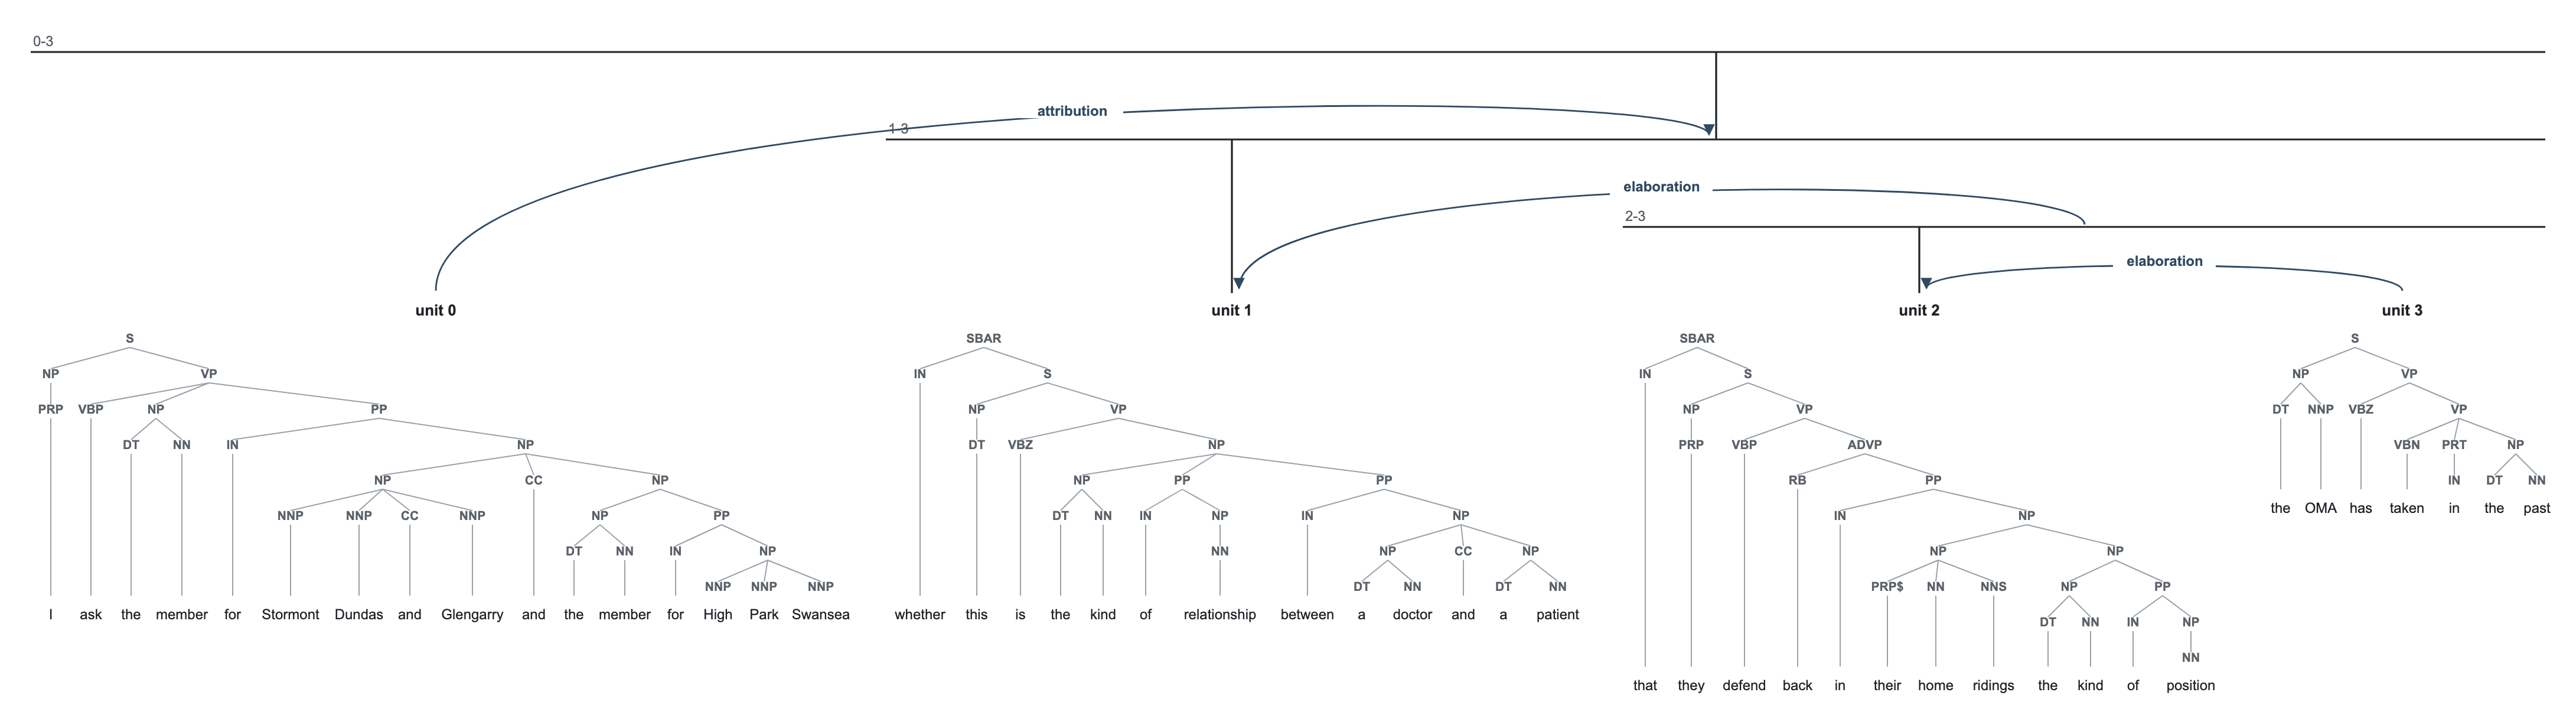 0-3
attribution
1-3
elaboration
2-3
elaboration
unit 0 unit 1 unit 2 unit 3
S SBAR SBAR S
NP VP IN S IN S NP VP
PRP VBP NP PP NP VP NP VP DT NNP VBZ VP
DT NN IN NP DT VBZ NP PRP VBP ADVP VBN PRT NP
NP CC NP NP PP PP RB PP IN DT NN
NNP NNP CC NNP NP PP DT NN IN NP IN NP IN NP
the OMA has taken in the past
DT NN IN NP NN NP CC NP NP NP
NNP NNP NNP DT NN DT NN PRP$ NN NNS NP PP
I ask the member for Stormont Dundas and Glengarry and the member for High Park Swansea whether this is the kind of relationship between a doctor and a patient
DT NN IN NP
NN
that they defend back in their home ridings the kind of position